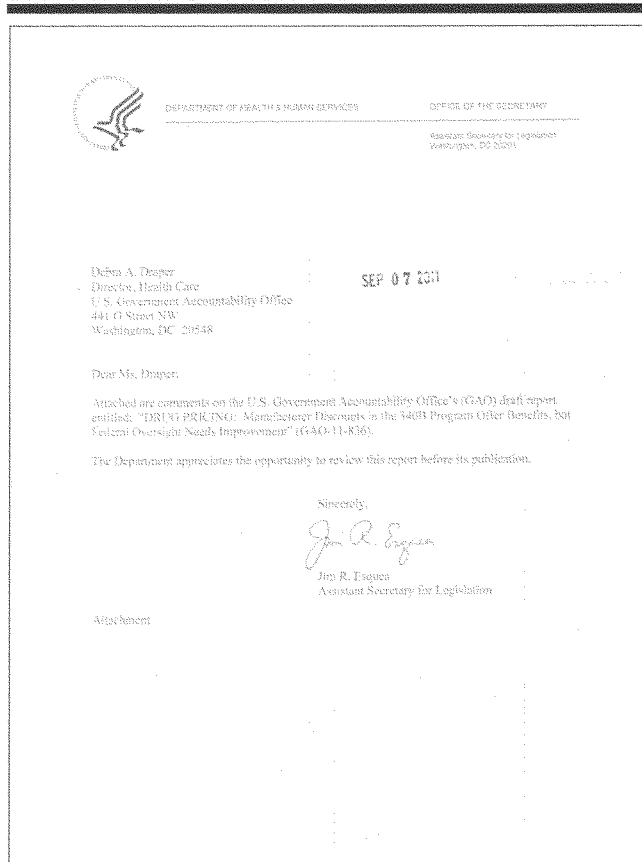 DEPARTMENT OF HEALTH & HUMAN SERVICES
OFFICE OF THE SECRETARY
Assistant Secretary for Legislation
Washington, DC 20201
SEP 07 2011
Debra A. Draper
Director, Health Care
U.S. Government Accountability Office
441 G Street NW
Washington, DC 20548
Dear Ms. Draper:
Attached are comments on the U.S. Government Accountability Office's (GAO) draft report
entitled: "DRUG PRICING: Manufacturer Discounts in the 340B Program Offer Benefits, but
Federal Oversight Needs Improvement" (GAO-11-836).
The Department appreciates the opportunity to review this report before its publication.
Sincerely,
Jim R. Esquea
Jim R. Esquea
Assistant Secretary for Legislation
Attachment